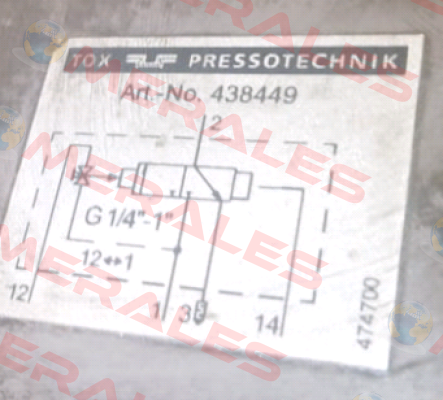 TOX PRESSOTECHNIK
Art.-No. 438449
2
G 1/4"-1"
12↔1
12 1 3 14
474700
MERALES
MERALES
MERALES
MERALES